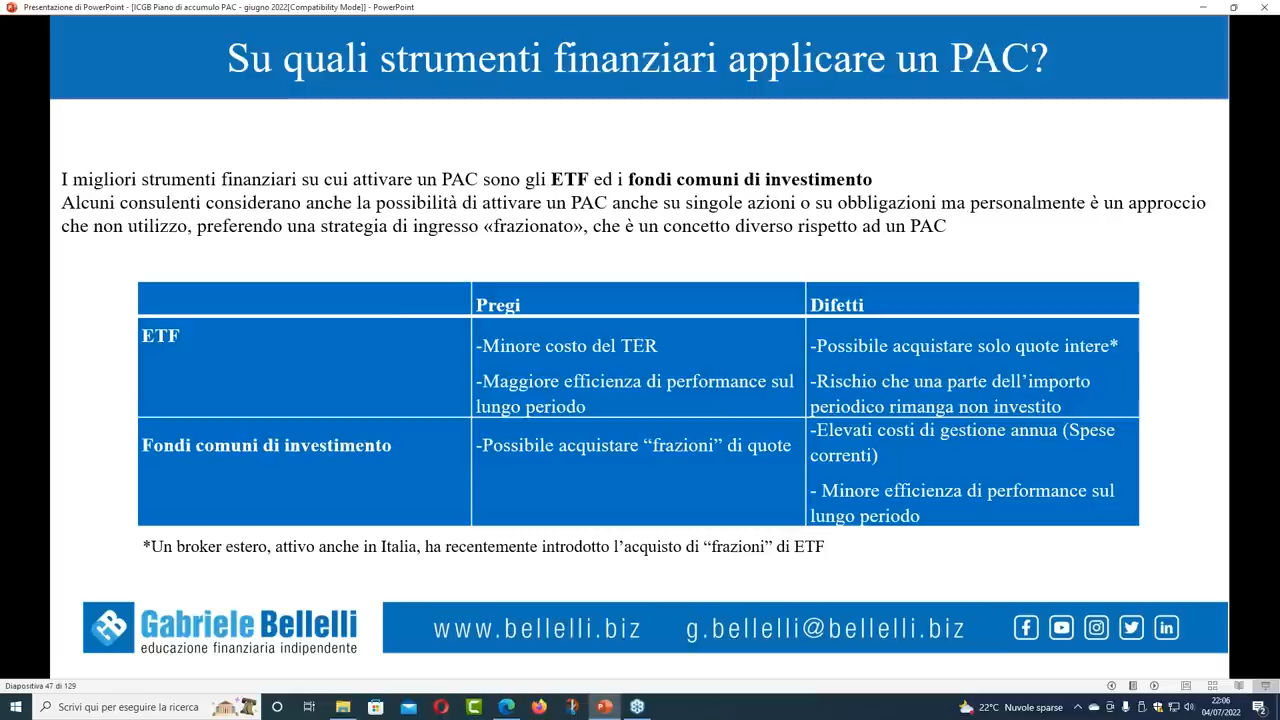 Presentazione di PowerPoint - [ICGB Piano di accumulo PAC - giugno 2022[Compatibility Mode]] - PowerPoint
Su quali strumenti finanziari applicare un PAC?
I migliori strumenti finanziari su cui attivare un PAC sono gli ETF ed i fondi comuni di investimento
Alcuni consulenti considerano anche la possibilità di attivare un PAC anche su singole azioni o su obbligazioni ma personalmente è un approccio
che non utilizzo, preferendo una strategia di ingresso «frazionato», che è un concetto diverso rispetto ad un PAC
Pregi
Difetti
ETF
-Minore costo del TER
-Maggiore efficienza di performance sul
lungo periodo
-Possibile acquistare solo quote intere*
-Rischio che una parte dell’importo
periodico rimanga non investito
Fondi comuni di investimento
-Possibile acquistare “frazioni” di quote
-Elevati costi di gestione annua (Spese
correnti)
- Minore efficienza di performance sul
lungo periodo
*Un broker estero, attivo anche in Italia, ha recentemente introdotto l’acquisto di “frazioni” di ETF
Gabriele Bellelli
educazione finanziaria indipendente
www.bellelli.biz
g.bellelli@bellelli.biz
Diapositiva 47 di 129
Scrivi qui per eseguire la ricerca
22°C Nuvole sparse
22:06
04/07/2022
2